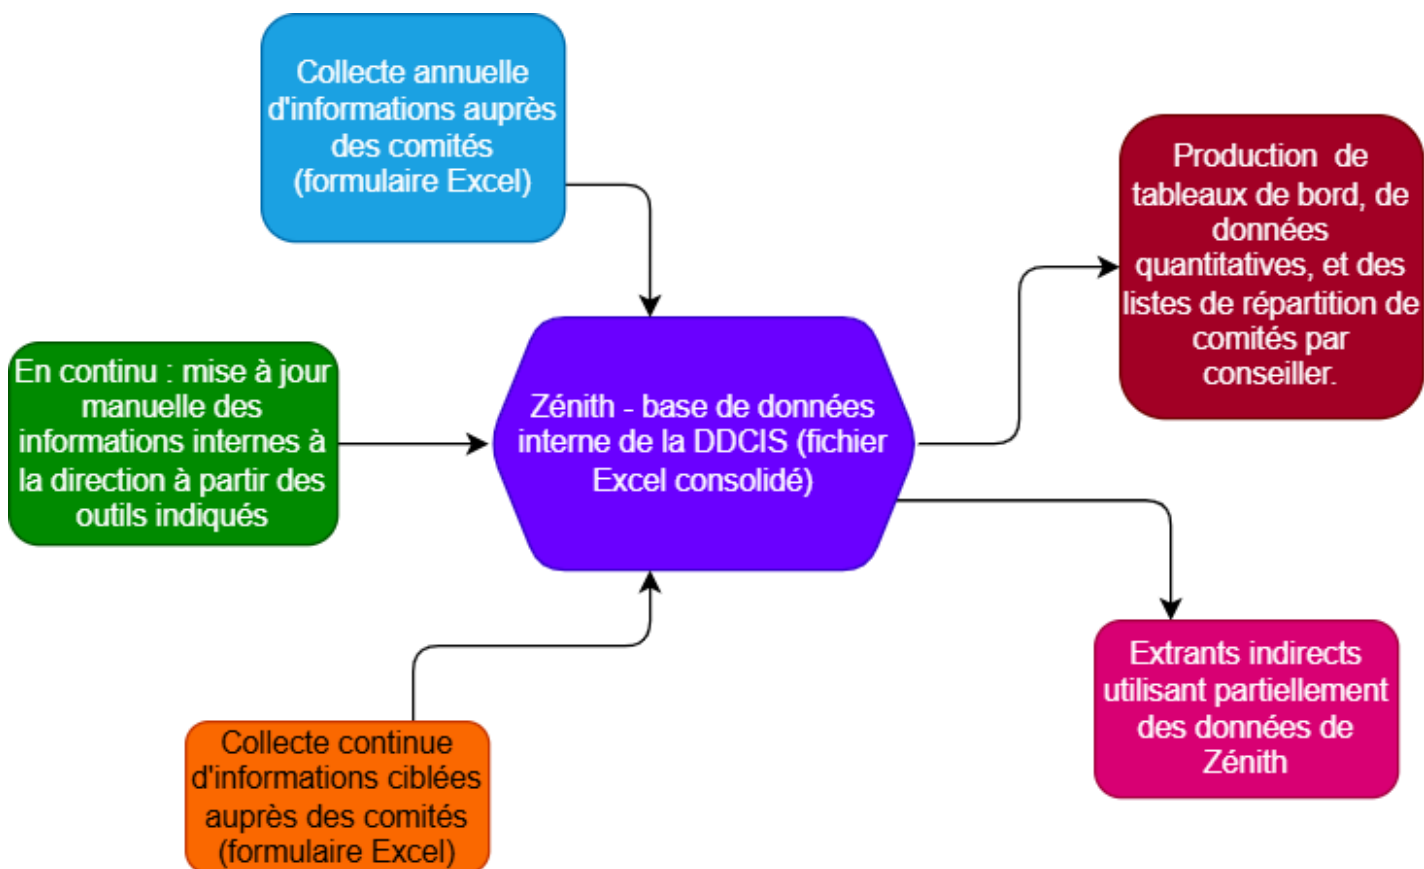 Collecte annuelle
d'informations auprès
des comités
(formulaire Excel)
Production de
tableaux de bord, de
données
quantitatives, et des
listes de répartition de
comités par
conseiller.
En continu : mise à jour
manuelle des
informations internes à
la direction à partir des
outils indiqués
Zénith - base de données
interne de la DDCIS (fichier
Excel consolidé)
Extrants indirects
utilisant partiellement
des données de
Zénith
Collecte continue
d'informations ciblées
auprès des comités
(formulaire Excel)